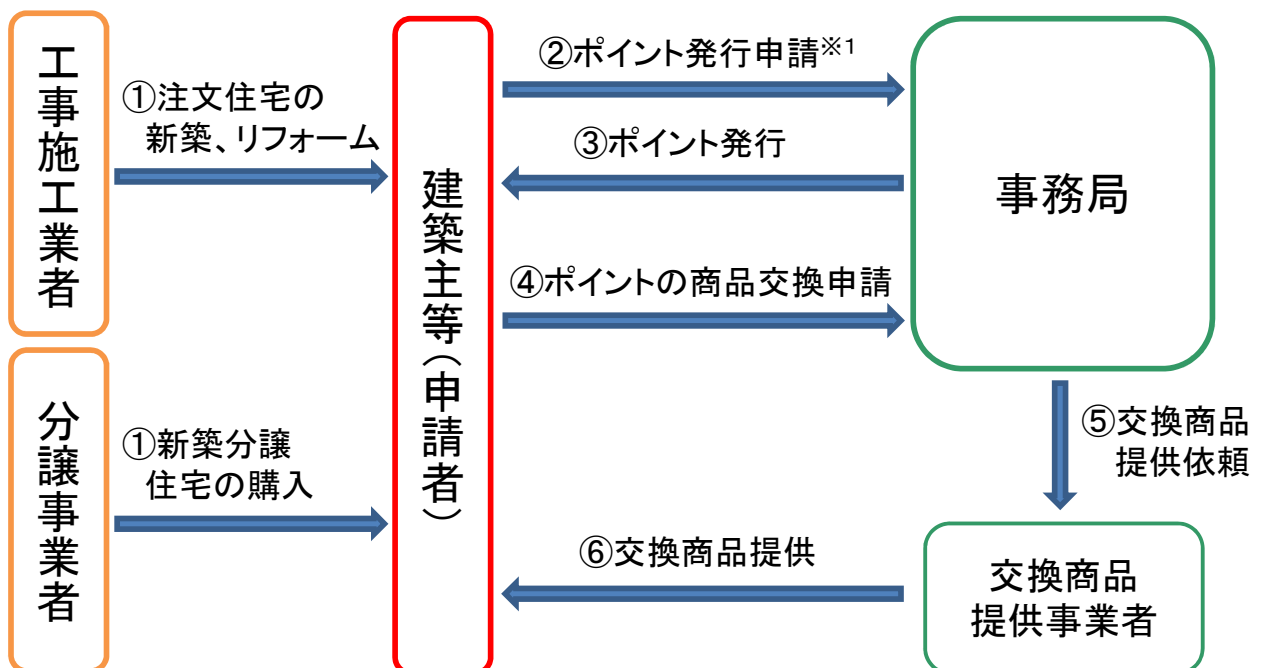 工事施工業者
①注文住宅の
新築、リフォーム
分譲事業者
①新築分譲
住宅の購入
建築主等(申請者)
②ポイント発行申請※1
③ポイント発行
④ポイントの商品交換申請
事務局
⑤交換商品
提供依頼
⑥交換商品提供
交換商品
提供事業者